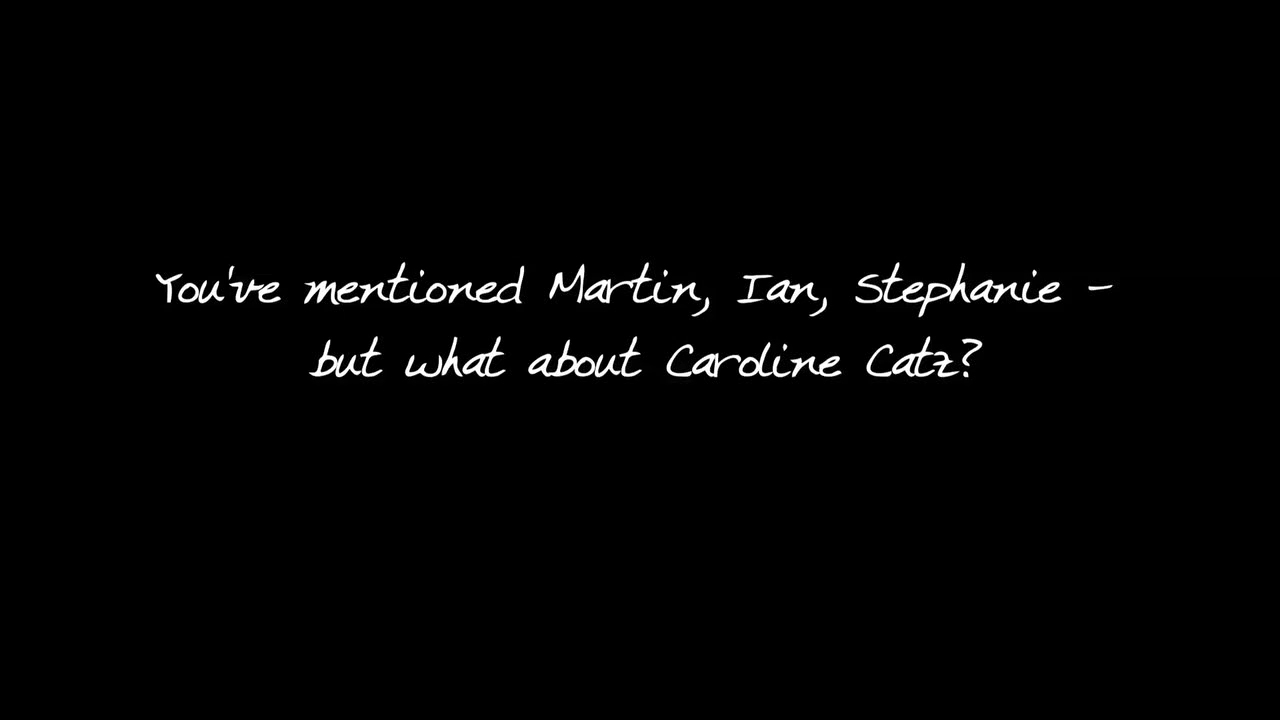 You've mentioned Martin, Ian, Stephanie -
but what about Caroline Catz?